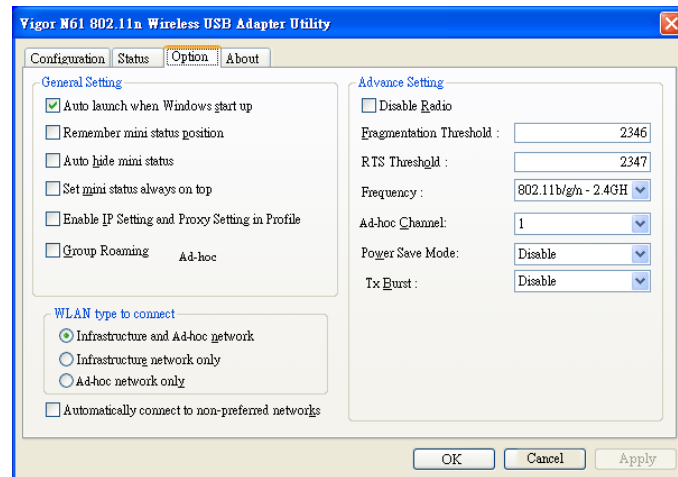 Vigor N61 802.11n Wireless USB Adapter Utility
Configuration Status Option About
General Setting
Auto launch when Windows start up
Remember mini status position
Auto hide mini status
Set mini status always on top
Enable IP Setting and Proxy Setting in Profile
Group Roaming
Ad-hoc
WLAN type to connect
Infrastructure and Ad-hoc network
Infrastructure network only
Ad-hoc network only
Automatically connect to non-preferred networks
Advance Setting
Disable Radio
Fragmentation Threshold : 2346
RTS Threshold : 2347
Frequency : 802.11b/g/n - 2.4GH
Ad-hoc Channel: 1
Power Save Mode: Disable
Tx Burst : Disable
OK Cancel Apply